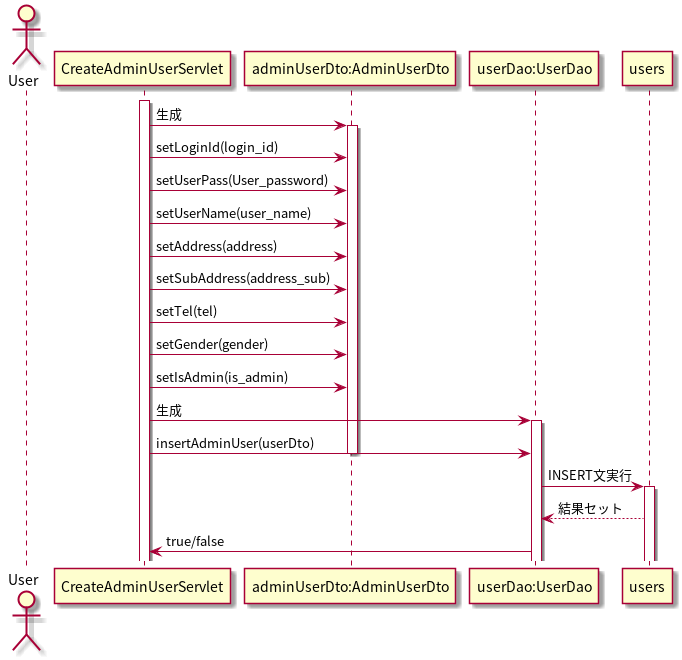 User
CreateAdminUserServlet
adminUserDto:AdminUserDto
userDao:UserDao
users
生成
setLoginId(login_id)
setUserPass(User_password)
setUserName(user_name)
setAddress(address)
setSubAddress(address_sub)
setTel(tel)
setGender(gender)
setIsAdmin(is_admin)
生成
insertAdminUser(userDto)
INSERT文実行
結果セット
true/false
User
CreateAdminUserServlet
adminUserDto:AdminUserDto
userDao:UserDao
users